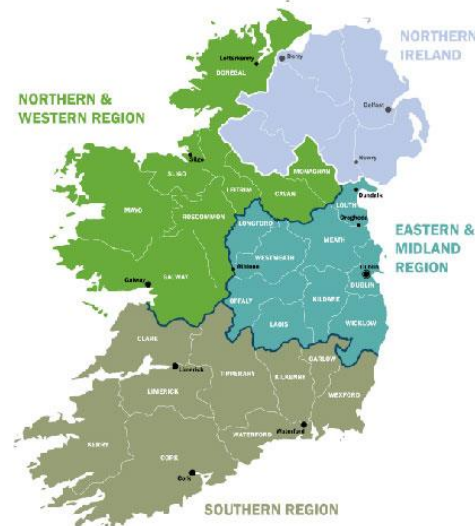 NORTHERN
IRELAND
Letterkenny
Derry
DONEGAL
Belfast
NORTHERN &
WESTERN REGION
Newry
Sligo
MONAGHAN
SLIGO
LEITRIM
CAVAN
Dundalk
LOUTH
MAYO
ROSCOMMON
LONGFORD
Drogheda
MEATH
EASTERN &
MIDLAND
REGION
WESTMEATH
Athlone
Galway
GALWAY
DUBLIN
OFFALY
KILDARE
LAOIS
WICKLOW
CLARE
CARLOW
Limerick
TIPPERARY
KILKENNY
LIMERICK
WEXFORD
Waterford
WATERFORD
KERRY
CORK
Cork
SOUTHERN REGION